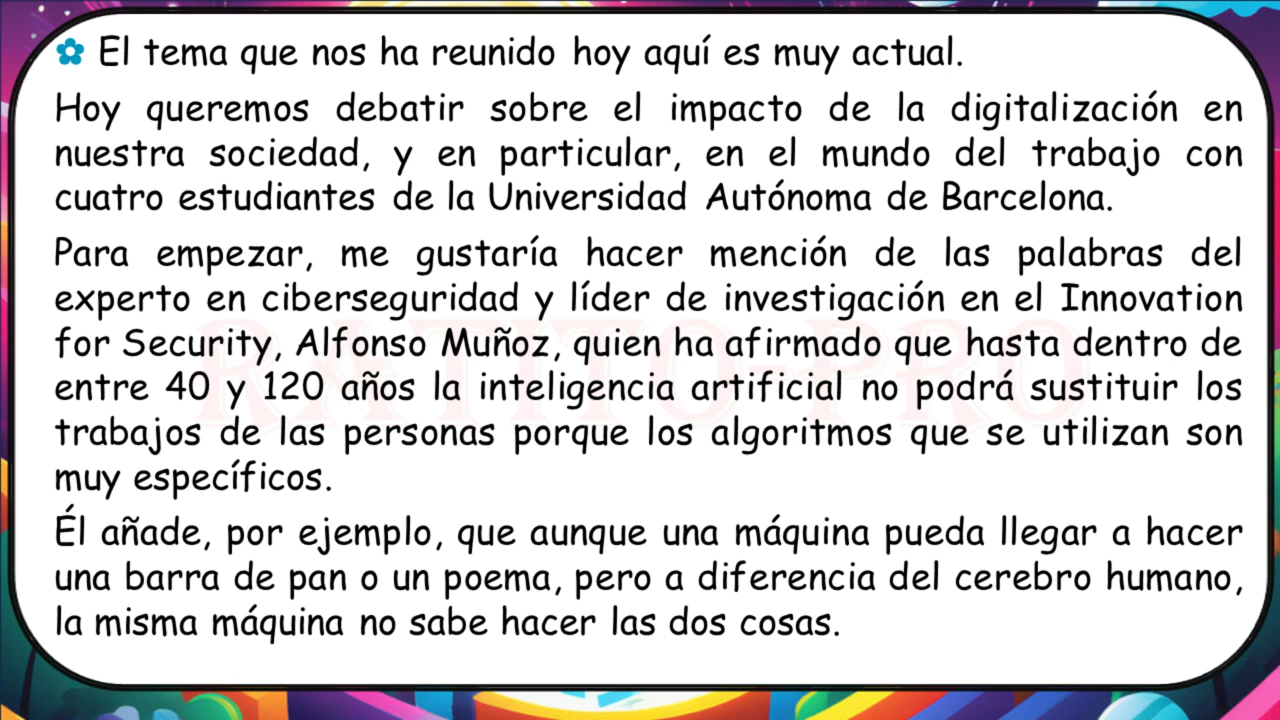 El tema que nos ha reunido hoy aquí es muy actual.
Hoy queremos debatir sobre el impacto de la digitalización en
nuestra sociedad, y en particular, en el mundo del trabajo con
cuatro estudiantes de la Universidad Autónoma de Barcelona.
Para empezar, me gustaría hacer mención de las palabras del
experto en ciberseguridad y líder de investigación en el Innovation
for Security, Alfonso Muñoz, quien ha afirmado que hasta dentro de
entre 40 y 120 años la inteligencia artificial no podrá sustituir los
trabajos de las personas porque los algoritmos que se utilizan son
muy específicos.
Él añade, por ejemplo, que aunque una máquina pueda llegar a hacer
una barra de pan o un poema, pero a diferencia del cerebro humano,
la misma máquina no sabe hacer las dos cosas.
RATITO-PRO